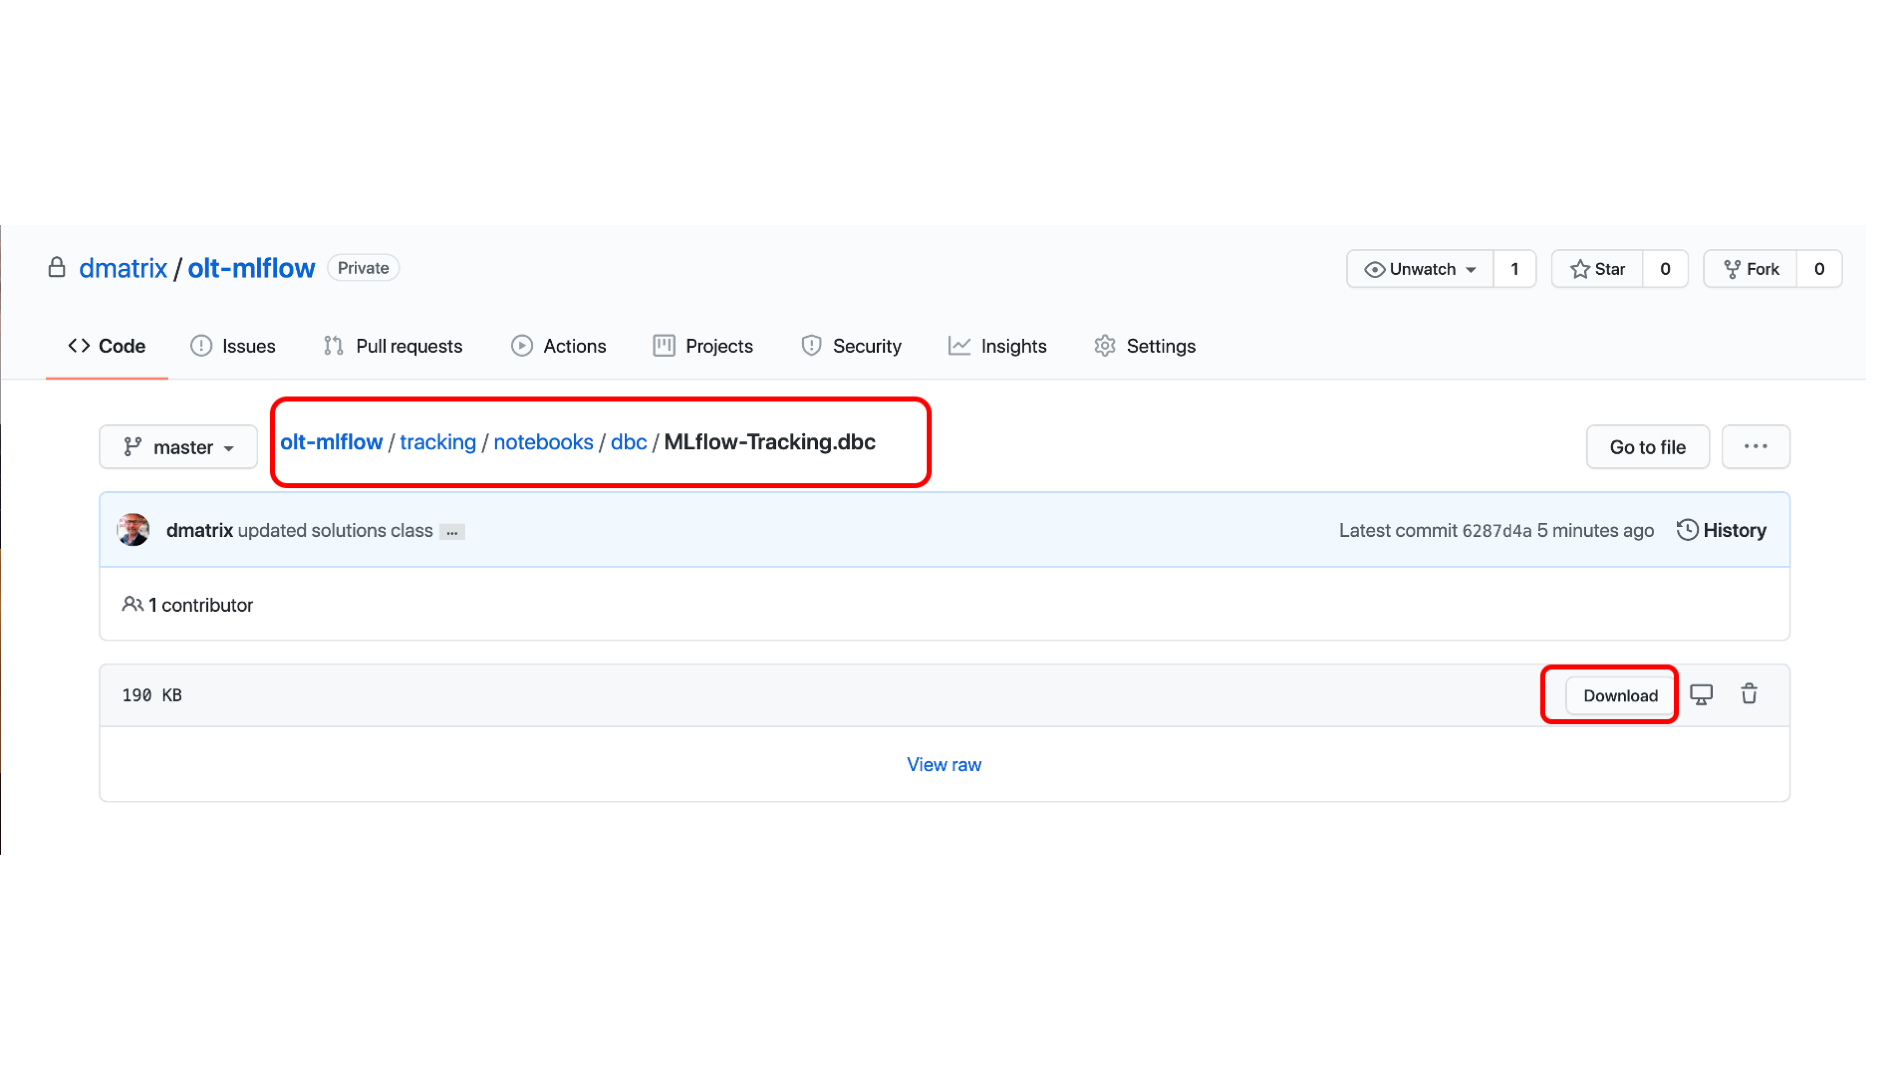 dmatrix / olt-mlflow Private Unwatch 1 Star 0 Fork 0
Code Issues Pull requests Actions Projects Security Insights Settings
master olt-mlflow / tracking / notebooks / dbc / MLflow-Tracking.dbc Go to file ...
dmatrix updated solutions class ... Latest commit 6287d4a 5 minutes ago History
1 contributor
190 KB Download
View raw